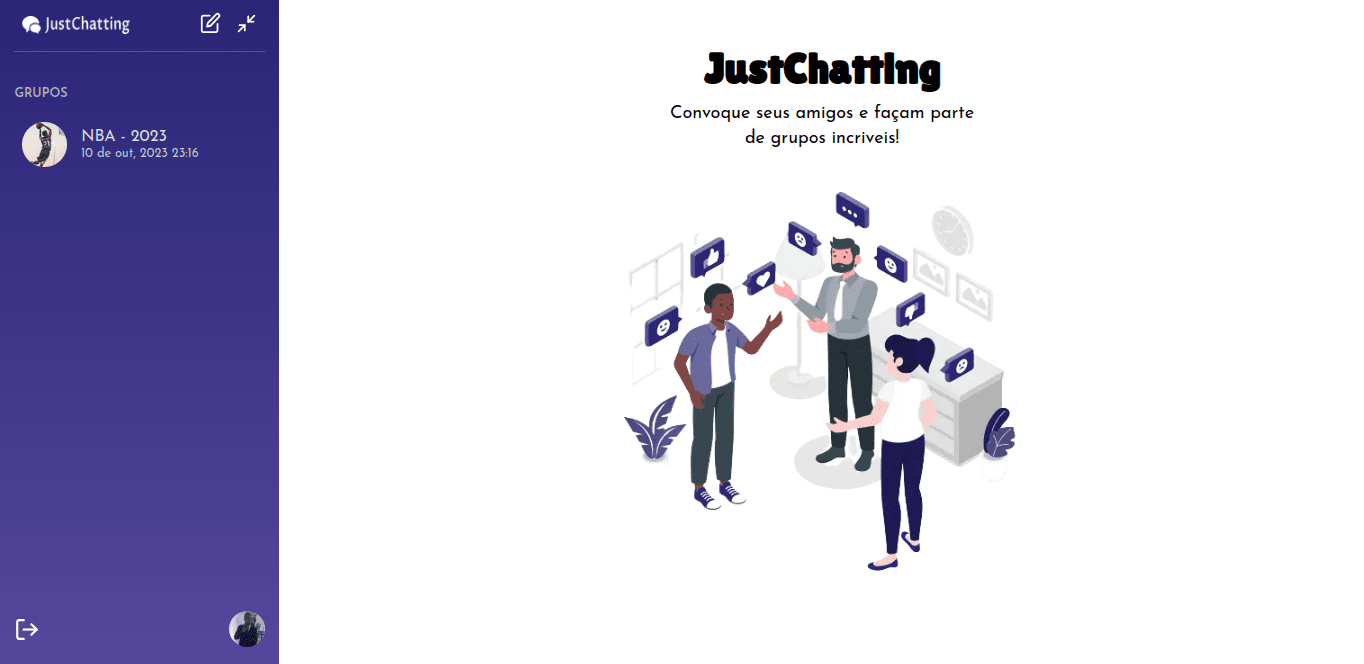 JustChatting
GRUPOS
NBA - 2023
10 de out, 2023 23:16
JustChatting
Convoque seus amigos e façam parte
de grupos incriveis!